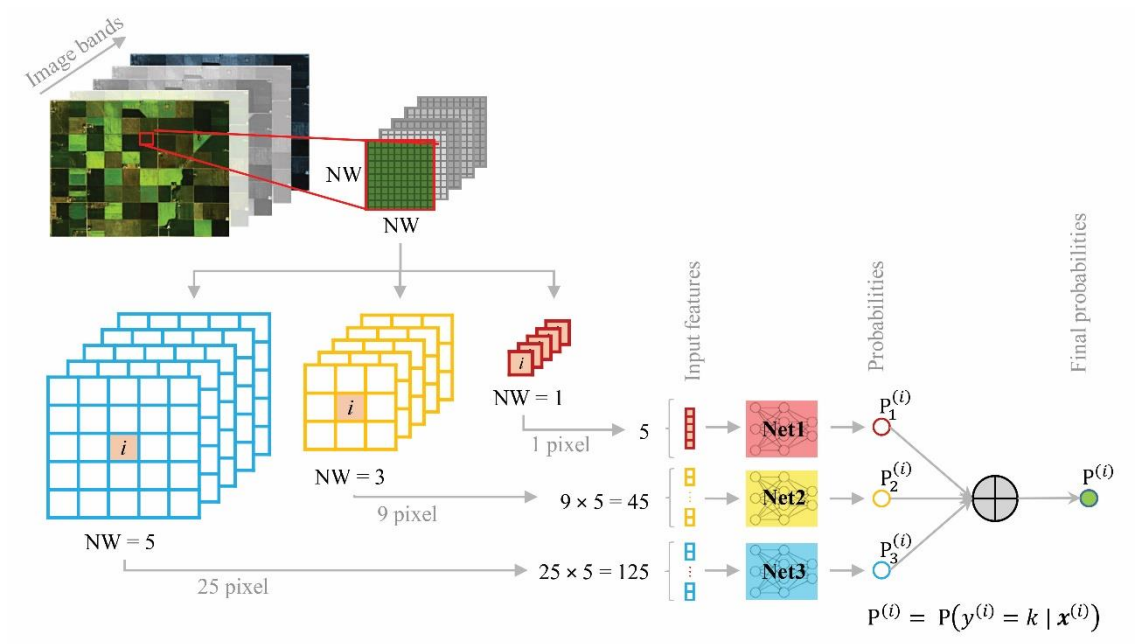 Image bands
NW
NW
Input features
Probabilities
Final probabilities
i
i
i
NW = 1
NW = 3
NW = 5
1 pixel
9 pixel
25 pixel
5
9 × 5 = 45
25 × 5 = 125
Net1
Net2
Net3
P₁⁽ⁱ⁾
P₂⁽ⁱ⁾
P₃⁽ⁱ⁾
P⁽ⁱ⁾
P⁽ⁱ⁾ = P(y⁽ⁱ⁾ = k | x⁽ⁱ⁾)